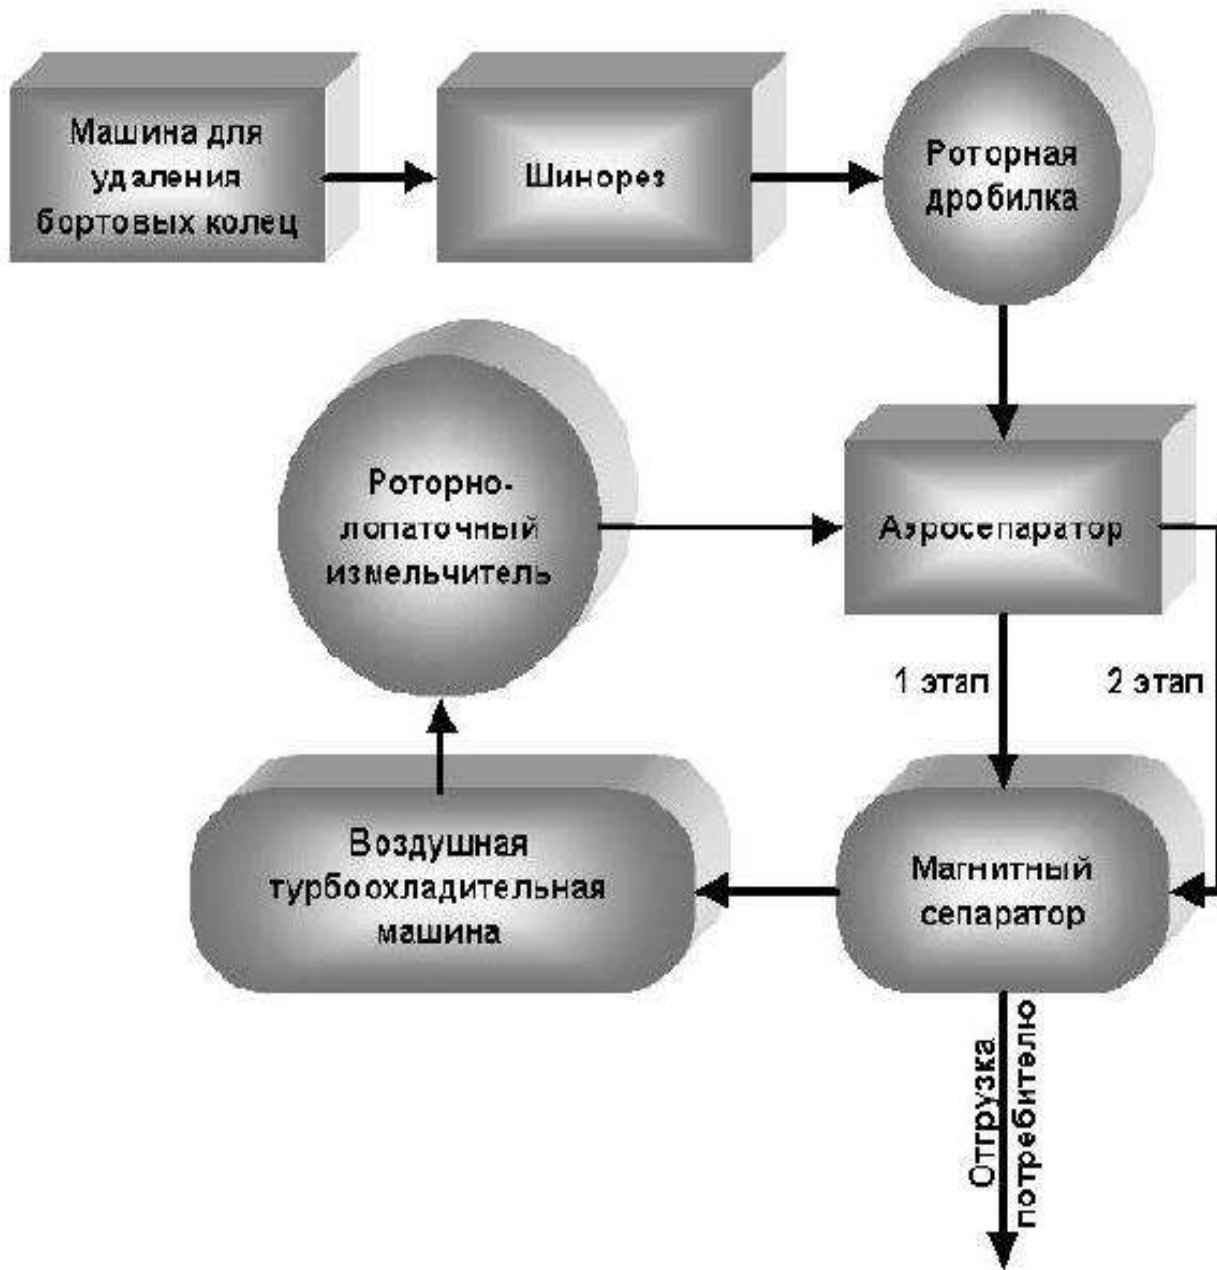 Машина для
удаления
бортовых колец
Шинорез
Роторная
дробилка
Роторно-
лопаточный
измельчитель
Аэросепаратор
1 этап
2 этап
Воздушная
турбоохладительная
машина
Магнитный
сепаратор
Отгрузка
потребителю